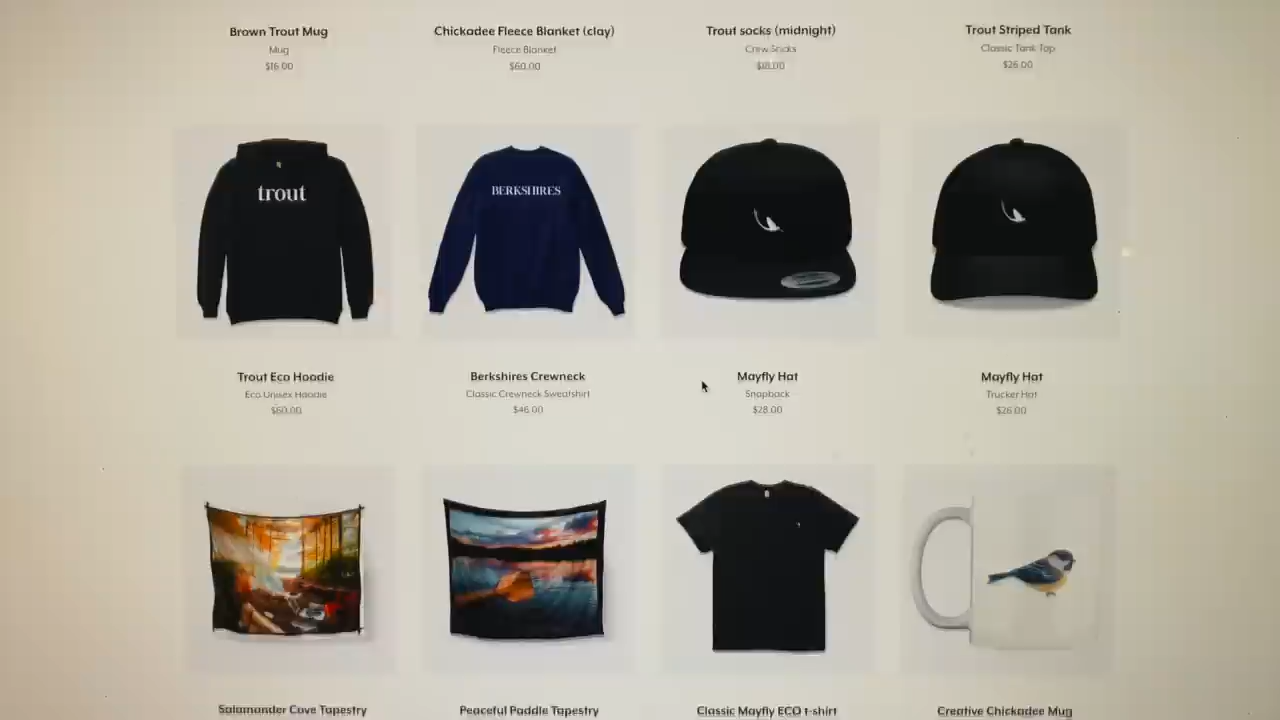 Brown Trout Mug
Mug
$16.00
Chickadee Fleece Blanket (clay)
Fleece Blanket
$60.00
Trout socks (midnight)
Crew Socks
$18.00
Trout Striped Tank
Classic Tank Top
$26.00
trout
BERKSHIRES
Trout Eco Hoodie
Eco Unisex Hoodie
$60.00
Berkshires Crewneck
Classic Crewneck Sweatshirt
$46.00
Mayfly Hat
Snapback
$28.00
Mayfly Hat
Trucker Hat
$26.00
Salamander Cove Tapestry
Peaceful Paddle Tapestry
Classic Mayfly ECO t-shirt
Creative Chickadee Mug